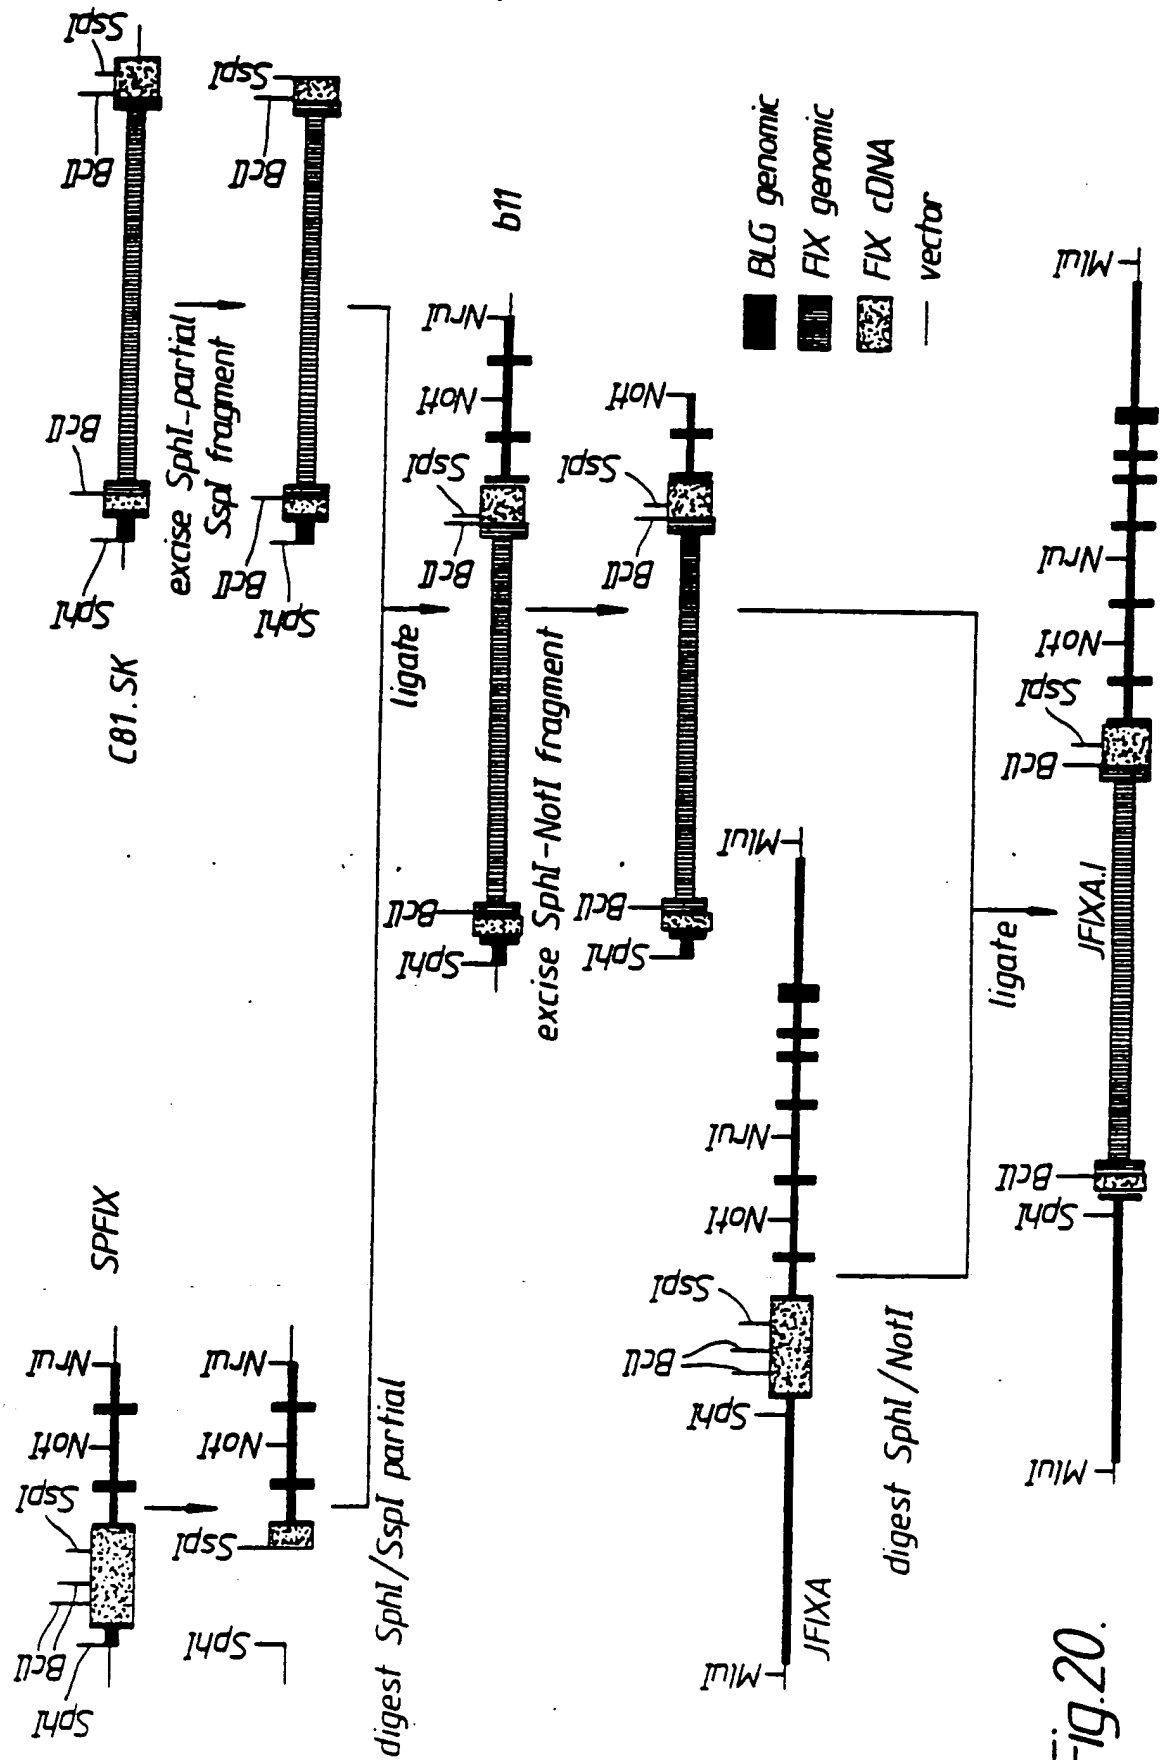 SPFIX
SphI
BclI
SspI
NotI
NruI
SphI
SspI
NotI
NruI
digest SphI/SspI partial
C81.SK
SphI
BclI
BclI
SspI
excise SphI-partial
SspI fragment
SphI
BclI
BclI
SspI
ligate
b11
SphI
BclI
BclI
SspI
NotI
NruI
excise SphI-NotI fragment
SphI
BclI
BclI
SspI
NotI
JFIXA
MluI
SphI
BclI
SspI
NotI
NruI
MluI
digest SphI/NotI
ligate
BLG genomic
FIX genomic
FIX cDNA
vector
JFIXA.1
MluI
SphI
BclI
BclI
SspI
NotI
NruI
MluI
Fig.20.